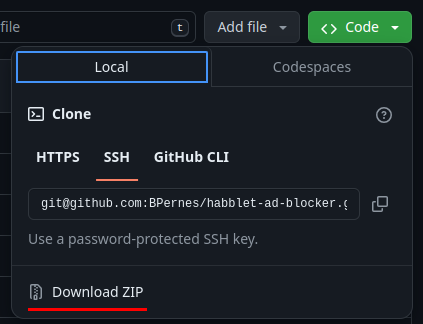 file
t
Add file
Code
Local
Codespaces
Clone
HTTPS
SSH
GitHub CLI
git@github.com:BPernes/habblet-ad-blocker.g
Use a password-protected SSH key.
Download ZIP